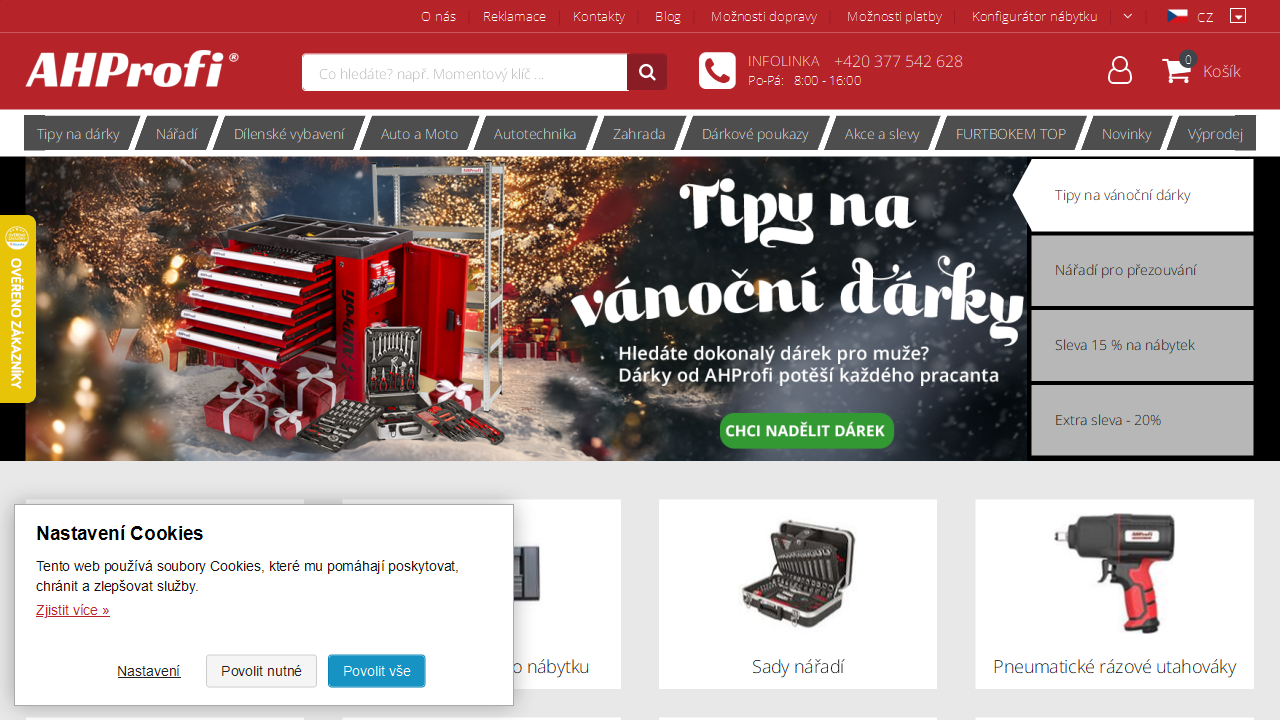 O nás
Reklamace
Kontakty
Blog
Možnosti dopravy
Možnosti platby
Konfigurátor nábytku
CZ
AHProfi®
Co hledáte? např. Momentový klíč ...
INFOLINKA +420 377 542 628
Po-Pá: 8:00 - 16:00
0
Košík
Tipy na dárky
Nářadí
Dílenské vybavení
Auto a Moto
Autotechnika
Zahrada
Dárkové poukazy
Akce a slevy
FURTBOKEM TOP
Novinky
Výprodej
Tipy na
vánoční dárky
Hledáte dokonalý dárek pro muže?
Dárky od AHProfi potěší každého pracanta
CHCI NADĚLIT DÁREK
AHProfi
Tipy na vánoční dárky
Nářadí pro přezouvání
Sleva 15 % na nábytek
Extra sleva - 20%
OVĚŘENO ZÁKAZNÍKY
Nastavení Cookies
Tento web používá soubory Cookies, které mu pomáhají poskytovat,
chránit a zlepšovat služby.
Zjistit více »
Nastavení
Povolit nutné
Povolit vše
o nábytku
Sady nářadí
Pneumatické rázové utahováky